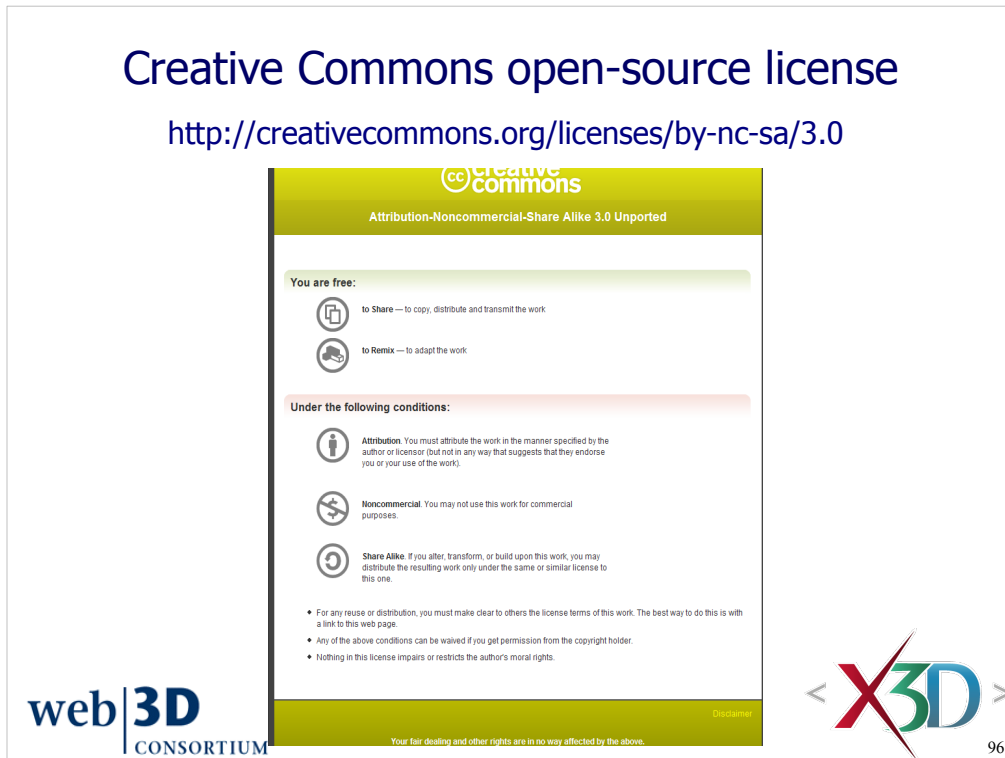 Creative Commons open-source license
http://creativecommons.org/licenses/by-nc-sa/3.0
cc creative
commons
Attribution-Noncommercial-Share Alike 3.0 Unported
You are free:
to Share — to copy, distribute and transmit the work
to Remix — to adapt the work
Under the following conditions:
Attribution. You must attribute the work in the manner specified by the
author or licensor (but not in any way that suggests that they endorse
you or your use of the work).
Noncommercial. You may not use this work for commercial
purposes.
Share Alike. If you alter, transform, or build upon this work, you may
distribute the resulting work only under the same or similar license to
this one.
For any reuse or distribution, you must make clear to others the license terms of this work. The best way to do this is with
a link to this web page.
Any of the above conditions can be waived if you get permission from the copyright holder.
Nothing in this license impairs or restricts the author's moral rights.
Disclaimer
Your fair dealing and other rights are in no way affected by the above.
web|3D
CONSORTIUM
<X3D>
96